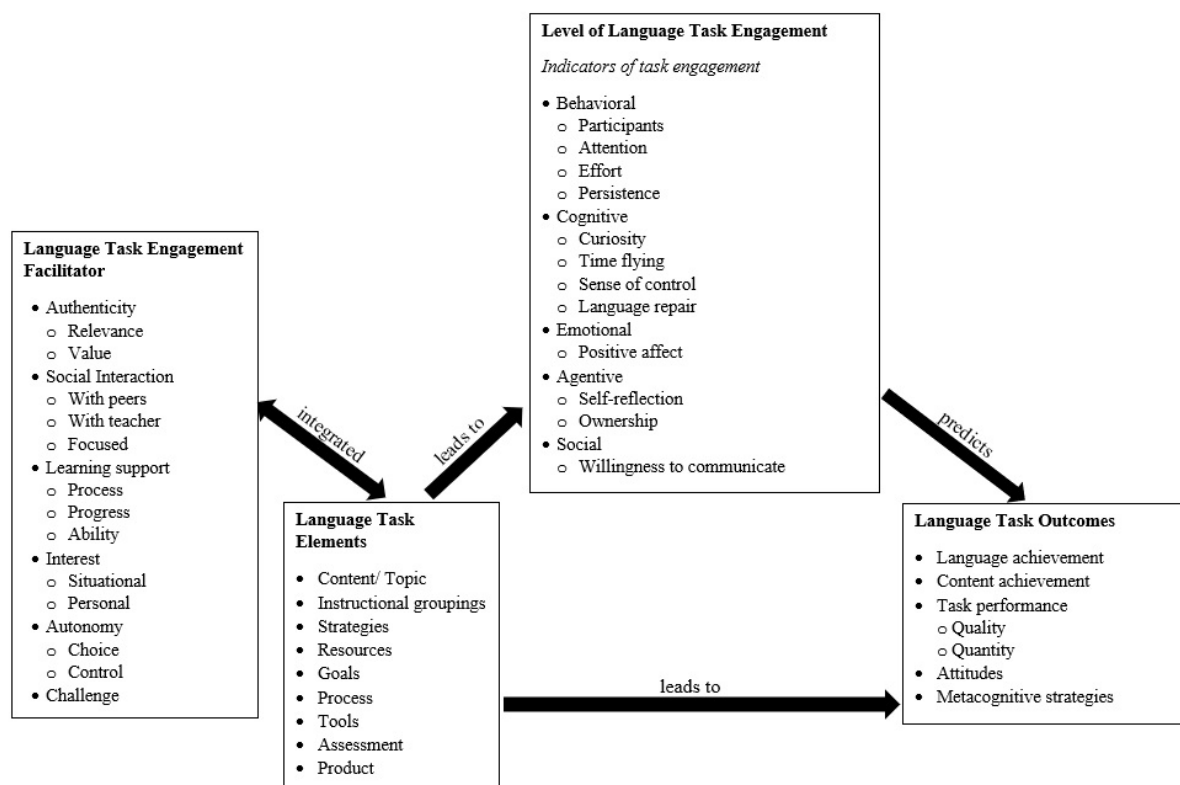 Level of Language Task Engagement
Indicators of task engagement
• Behavioral
o Participants
o Attention
o Effort
o Persistence
• Cognitive
o Curiosity
o Time flying
o Sense of control
o Language repair
• Emotional
o Positive affect
• Agentive
o Self-reflection
o Ownership
• Social
o Willingness to communicate
Language Task Engagement
Facilitator
• Authenticity
o Relevance
o Value
• Social Interaction
o With peers
o With teacher
o Focused
• Learning support
o Process
o Progress
o Ability
• Interest
o Situational
o Personal
• Autonomy
o Choice
o Control
• Challenge
integrated
leads to
predicts
Language Task
Elements
• Content/ Topic
• Instructional groupings
• Strategies
• Resources
• Goals
• Process
• Tools
• Assessment
• Product
leads to
Language Task Outcomes
• Language achievement
• Content achievement
• Task performance
o Quality
o Quantity
• Attitudes
• Metacognitive strategies